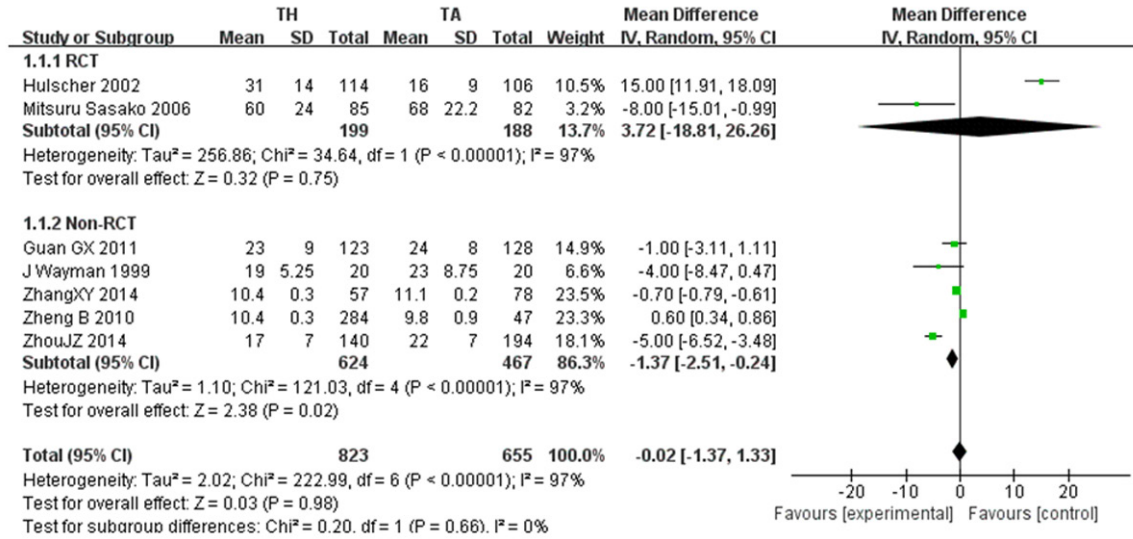 TH TA Mean Difference Mean Difference
Study or Subgroup Mean SD Total Mean SD Total Weight IV, Random, 95% CI IV, Random, 95% CI
1.1.1 RCT
Hulscher 2002 31 14 114 16 9 106 10.5% 15.00 [11.91, 18.09]
Mitsuru Sasako 2006 60 24 85 68 22.2 82 3.2% -8.00 [-15.01, -0.99]
Subtotal (95% CI) 199 188 13.7% 3.72 [-18.81, 26.26]
Heterogeneity: Tau² = 256.86; Chi² = 34.64, df = 1 (P < 0.00001); I² = 97%
Test for overall effect: Z = 0.32 (P = 0.75)
1.1.2 Non-RCT
Guan GX 2011 23 9 123 24 8 128 14.9% -1.00 [-3.11, 1.11]
J Wayman 1999 19 5.25 20 23 8.75 20 6.6% -4.00 [-8.47, 0.47]
ZhangXY 2014 10.4 0.3 57 11.1 0.2 78 23.5% -0.70 [-0.79, -0.61]
Zheng B 2010 10.4 0.3 284 9.8 0.9 47 23.3% 0.60 [0.34, 0.86]
ZhouJZ 2014 17 7 140 22 7 194 18.1% -5.00 [-6.52, -3.48]
Subtotal (95% CI) 624 467 86.3% -1.37 [-2.51, -0.24]
Heterogeneity: Tau² = 1.10; Chi² = 121.03, df = 4 (P < 0.00001); I² = 97%
Test for overall effect: Z = 2.38 (P = 0.02)
Total (95% CI) 823 655 100.0% -0.02 [-1.37, 1.33]
Heterogeneity: Tau² = 2.02; Chi² = 222.99, df = 6 (P < 0.00001); I² = 97%
Test for overall effect: Z = 0.03 (P = 0.98)
Test for subgroup differences: Chi² = 0.20, df = 1 (P = 0.66), I² = 0%
-20 -10 0 10 20
Favours [experimental] Favours [control]